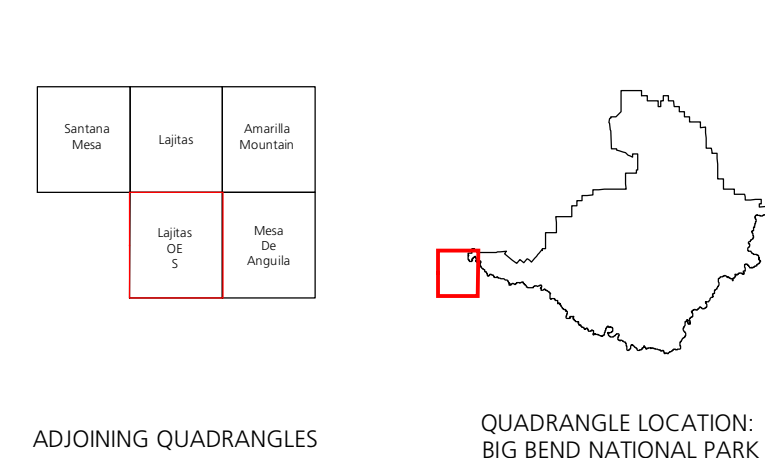 Santana
Mesa
Lajitas
Amarilla
Mountain
Lajitas
OE
S
Mesa
De
Anguila
ADJOINING QUADRANGLES
QUADRANGLE LOCATION:
BIG BEND NATIONAL PARK